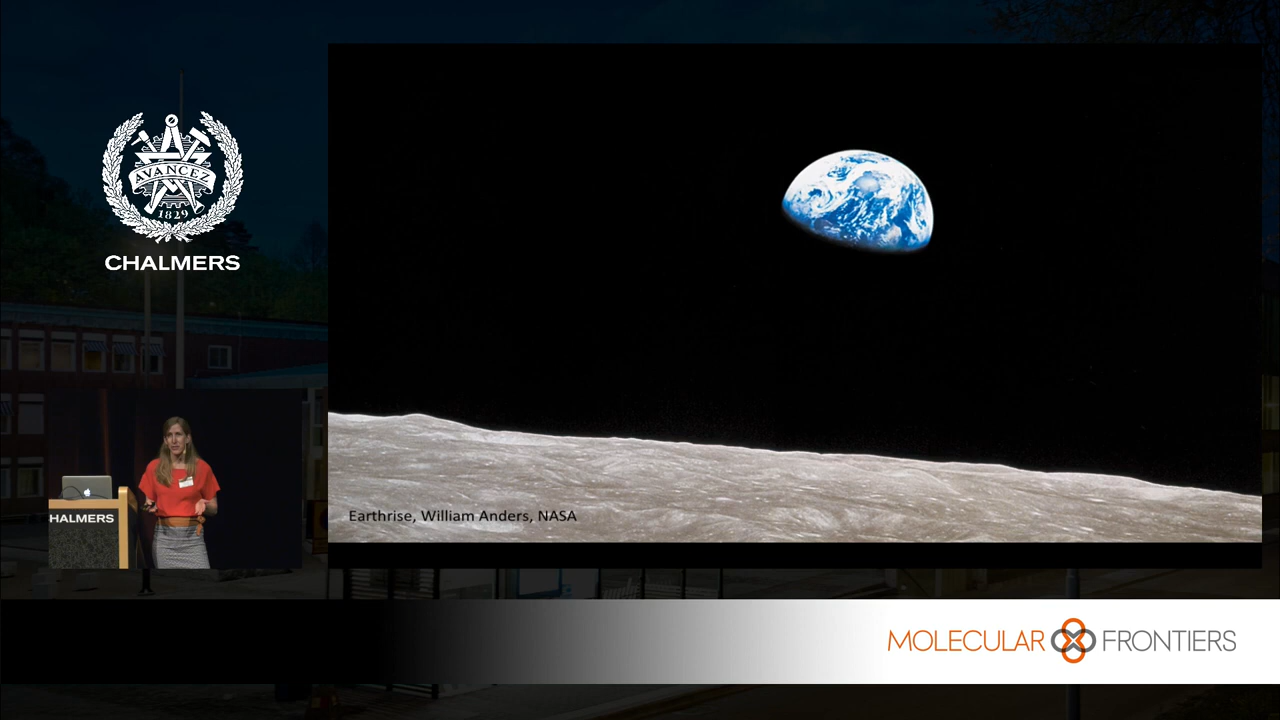 AVANCEZ
1829
CHALMERS
HALMERS
Earthrise, William Anders, NASA
MOLECULAR FRONTIERS